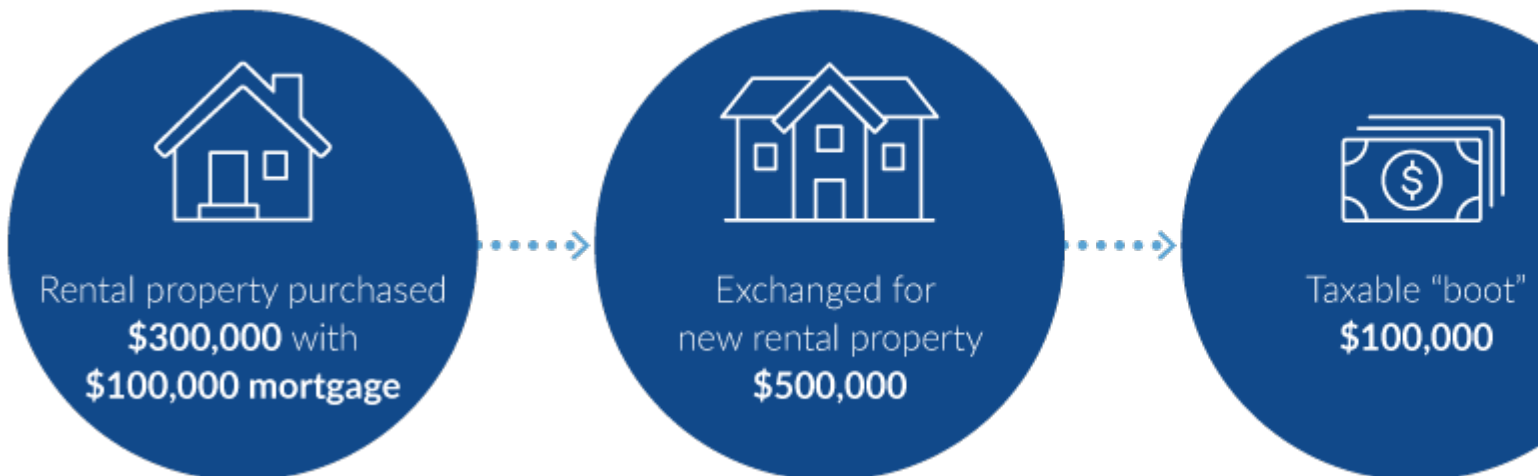 Rental property purchased
$300,000 with
$100,000 mortgage
Exchanged for
new rental property
$500,000
$
Taxable “boot”
$100,000